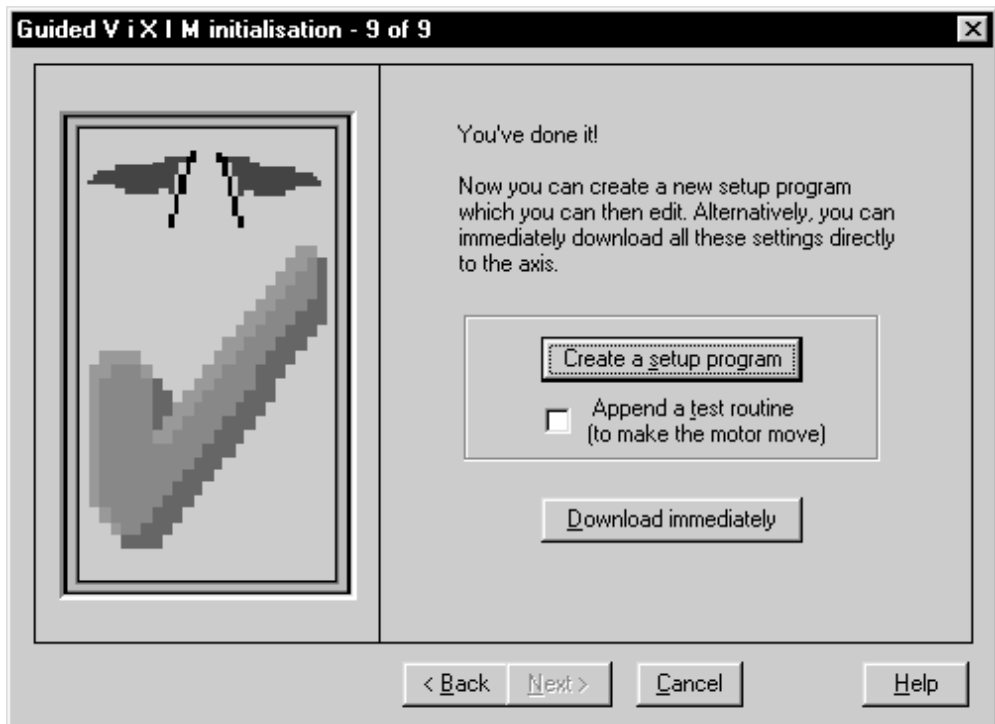 Guided V i X I M initialisation - 9 of 9
You've done it!
Now you can create a new setup program
which you can then edit. Alternatively, you can
immediately download all these settings directly
to the axis.
Create a setup program
Append a test routine
(to make the motor move)
Download immediately
< Back
Next >
Cancel
Help